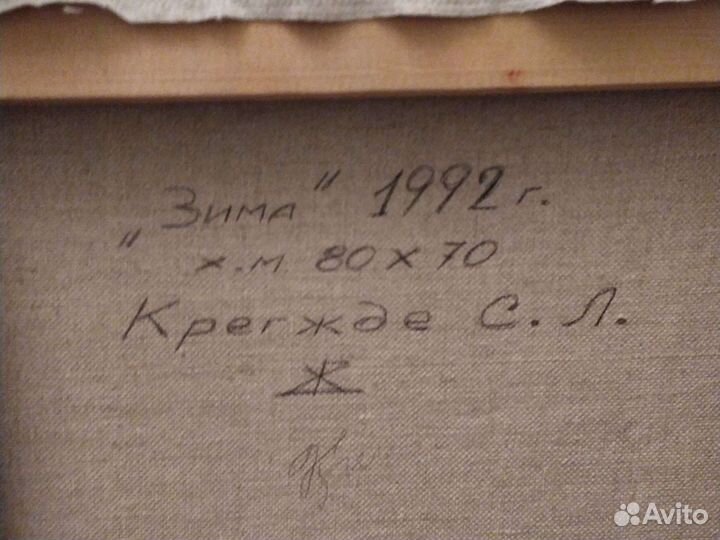 „Зима" 1992 г.
х.м. 80 х 70
Крегжде С. Л.
Ж
Avito